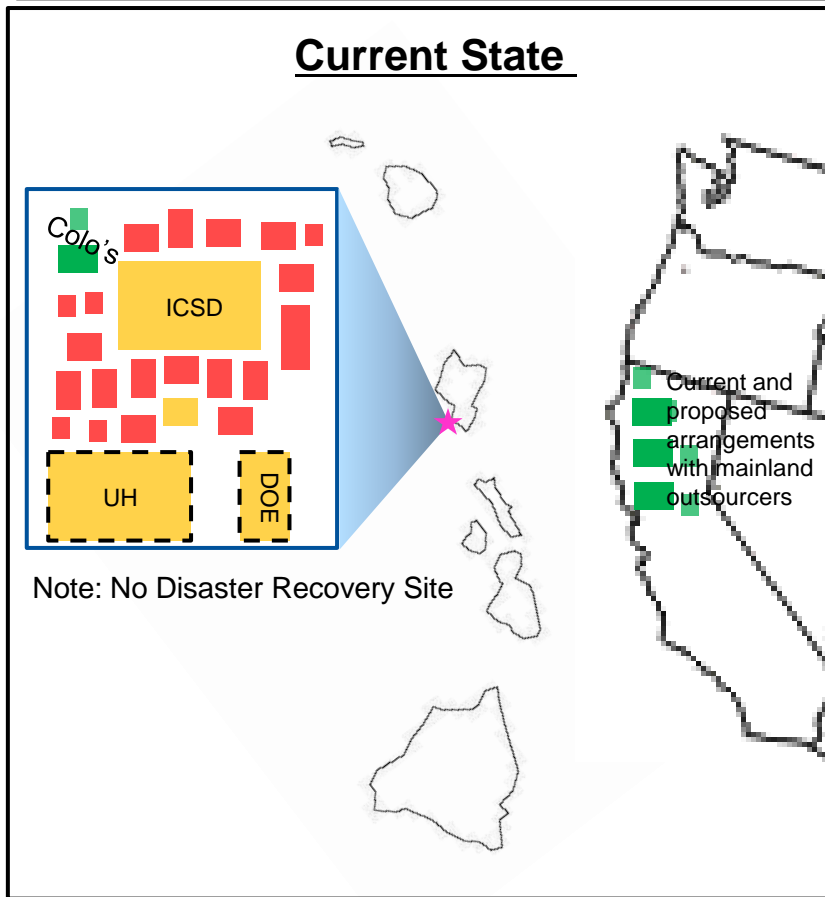 Current State
Colo's
ICSD
UH
DOE
Note: No Disaster Recovery Site
Current and
proposed
arrangements
with mainland
outsourcers